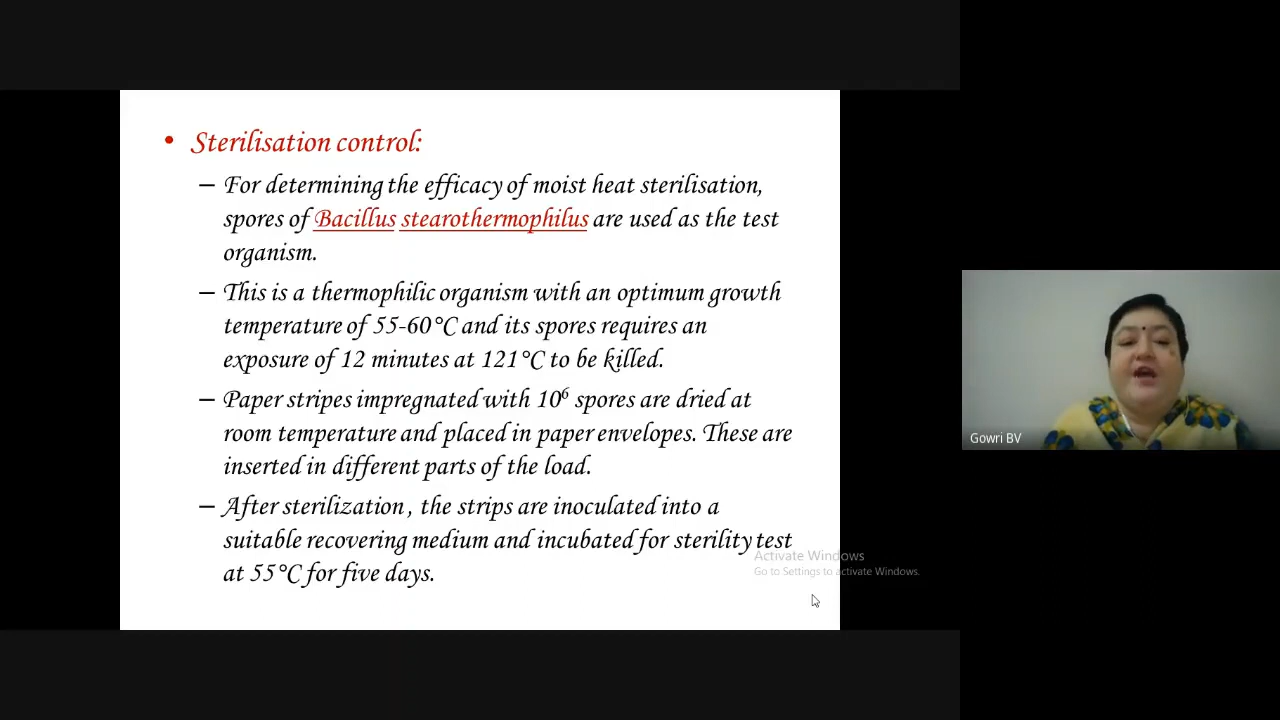 • Sterilisation control:
– For determining the efficacy of moist heat sterilisation,
spores of Bacillus stearothermophilus are used as the test
organism.
– This is a thermophilic organism with an optimum growth
temperature of 55-60°C and its spores requires an
exposure of 12 minutes at 121°C to be killed.
– Paper stripes impregnated with 10⁶ spores are dried at
room temperature and placed in paper envelopes. These are
inserted in different parts of the load.
– After sterilization , the strips are inoculated into a
suitable recovering medium and incubated for sterility test
at 55°C for five days.
Activate Windows
Go to Settings to activate Windows.
Gowri BV